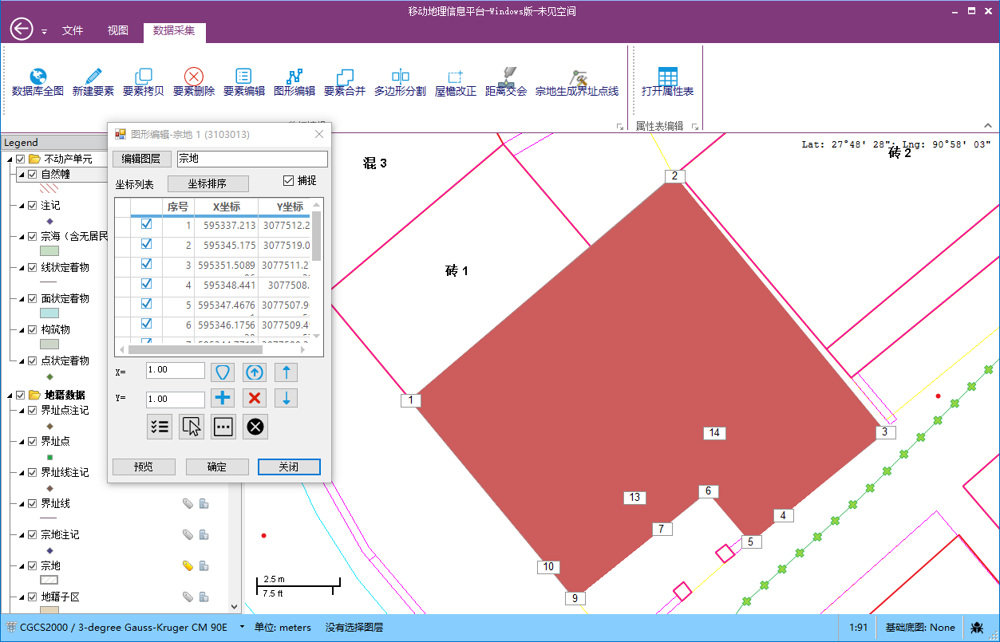 移动地理信息平台-Windows版-未见空间
文件 视图 数据采集
数据库全图 新建要素 要素拷贝 要素删除 要素编辑 图形编辑 要素合并 多边形分割 屋檐改正 距离交会 宗地生成界址点线 打开属性表
属性表编辑
Legend
不动产单元
自然幢
注记
宗海（含无居民
线状定着物
面状定着物
构筑物
点状定着物
地籍数据
界址点注记
界址点
界址线注记
界址线
宗地注记
宗地
地籍子区
图形编辑-宗地 1 (3103013)
编辑图层 宗地
坐标列表 坐标排序 捕捉
序号 X坐标 Y坐标
1 595337.213 3077512.2
2 595345.175 3077519.0
3 595351.5089 3077511.2
4 595348.441 3077508.
5 595347.4676 3077507.9
6 595346.1756 3077509.4
X= 1.00
Y= 1.00
预览 确定 关闭
Lat: 27°48' 28"; Lng: 90°58' 03"
混 3
砖 2
砖 1
2
1
3
14
13
6
4
7
5
10
9
2.5 m
7.5 ft
CGCS2000 / 3-degree Gauss-Kruger CM 90E 单位: meters 没有选择图层 1:91 基础底图: None